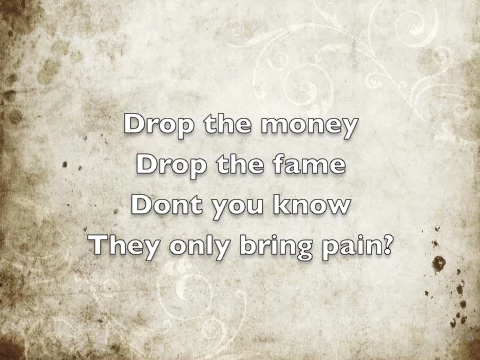 Drop the money
Drop the fame
Dont you know
They only bring pain?